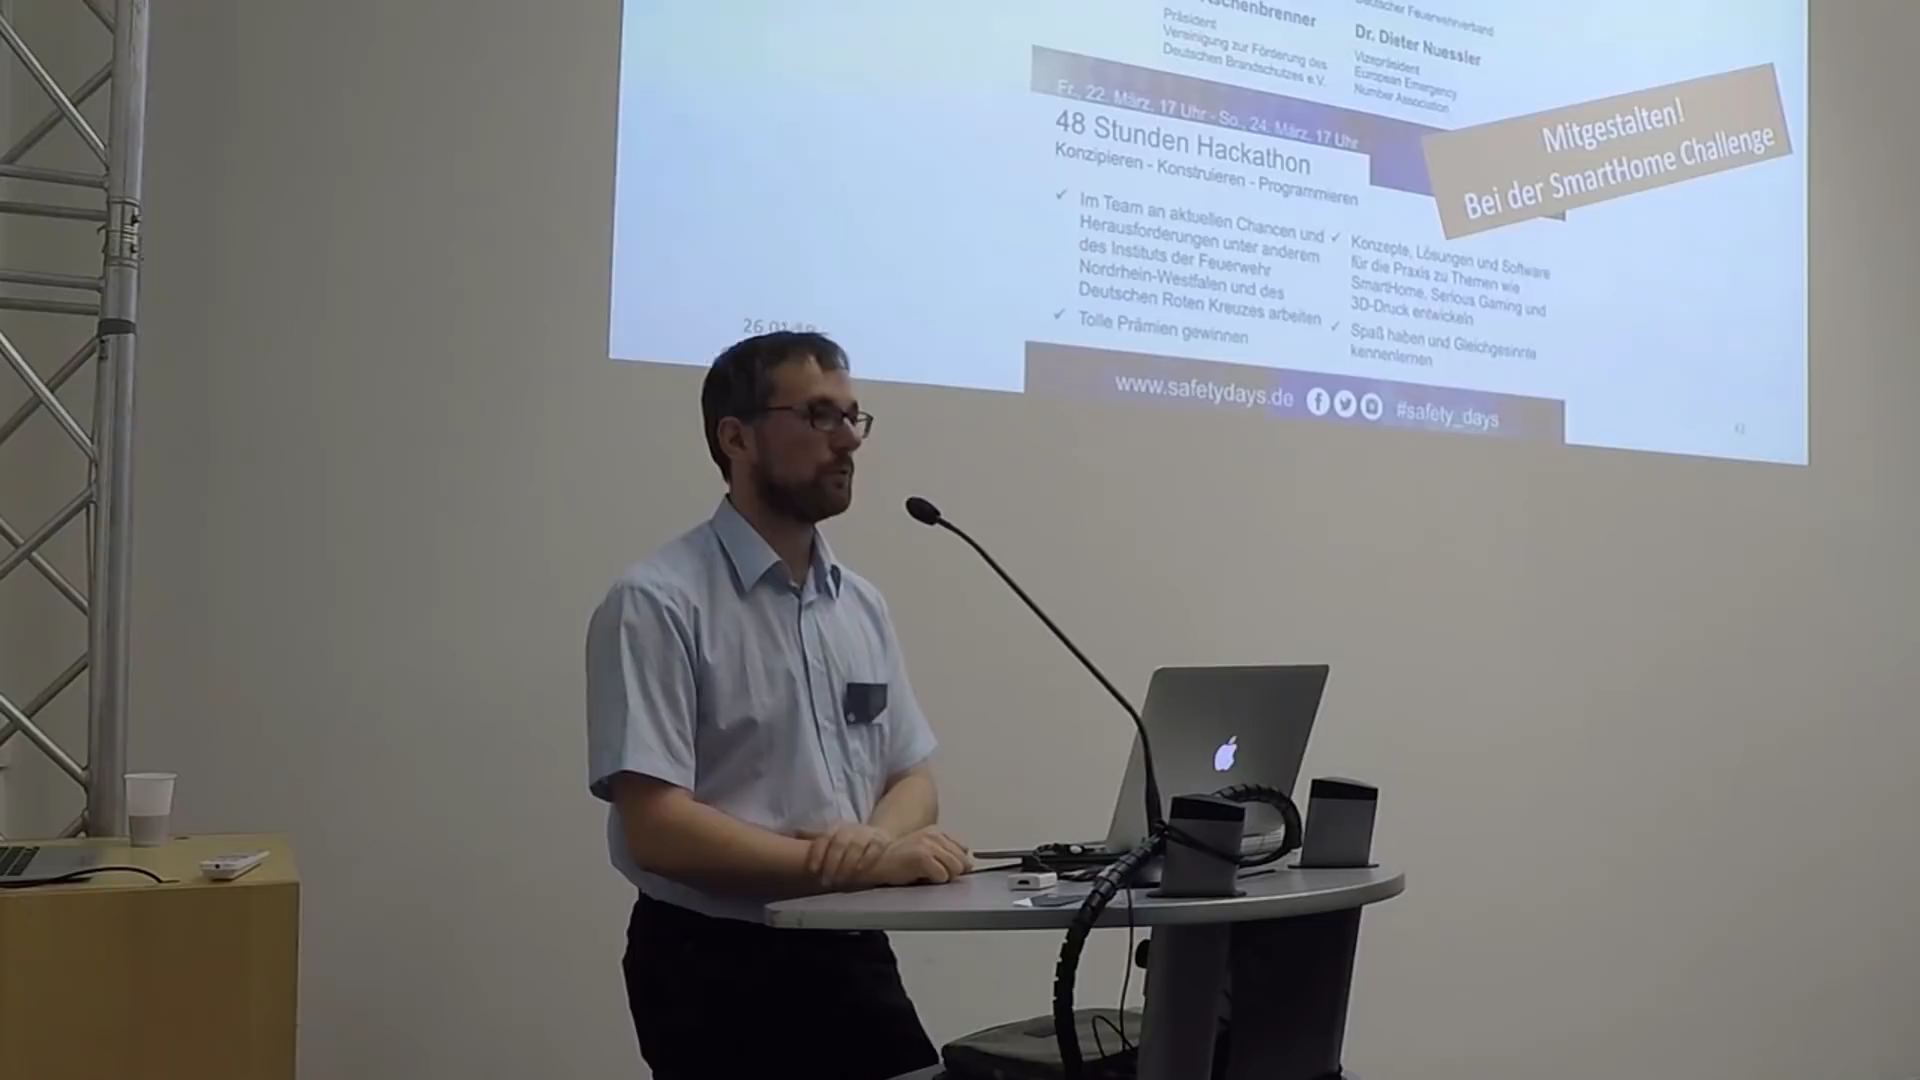 Präsident
Vereinigung zur Förderung des
Deutschen Brandschutzes e.V.
Deutscher Feuerwehrverband
Dr. Dieter Nuessler
Vizepräsident
European Emergency
Number Association
Fr., 22. März, 17 Uhr - So., 24. März, 17 Uhr
48 Stunden Hackathon
Konzipieren - Konstruieren - Programmieren
Mitgestalten!
Bei der SmartHome Challenge
✓ Im Team an aktuellen Chancen und
Herausforderungen unter anderem
des Instituts der Feuerwehr
Nordrhein-Westfalen und des
Deutschen Roten Kreuzes arbeiten
✓ Tolle Prämien gewinnen
✓ Konzepte, Lösungen und Software
für die Praxis zu Themen wie
SmartHome, Serious Gaming und
3D-Druck entwickeln
✓ Spaß haben und Gleichgesinnte
kennenlernen
www.safetydays.de #safety_days